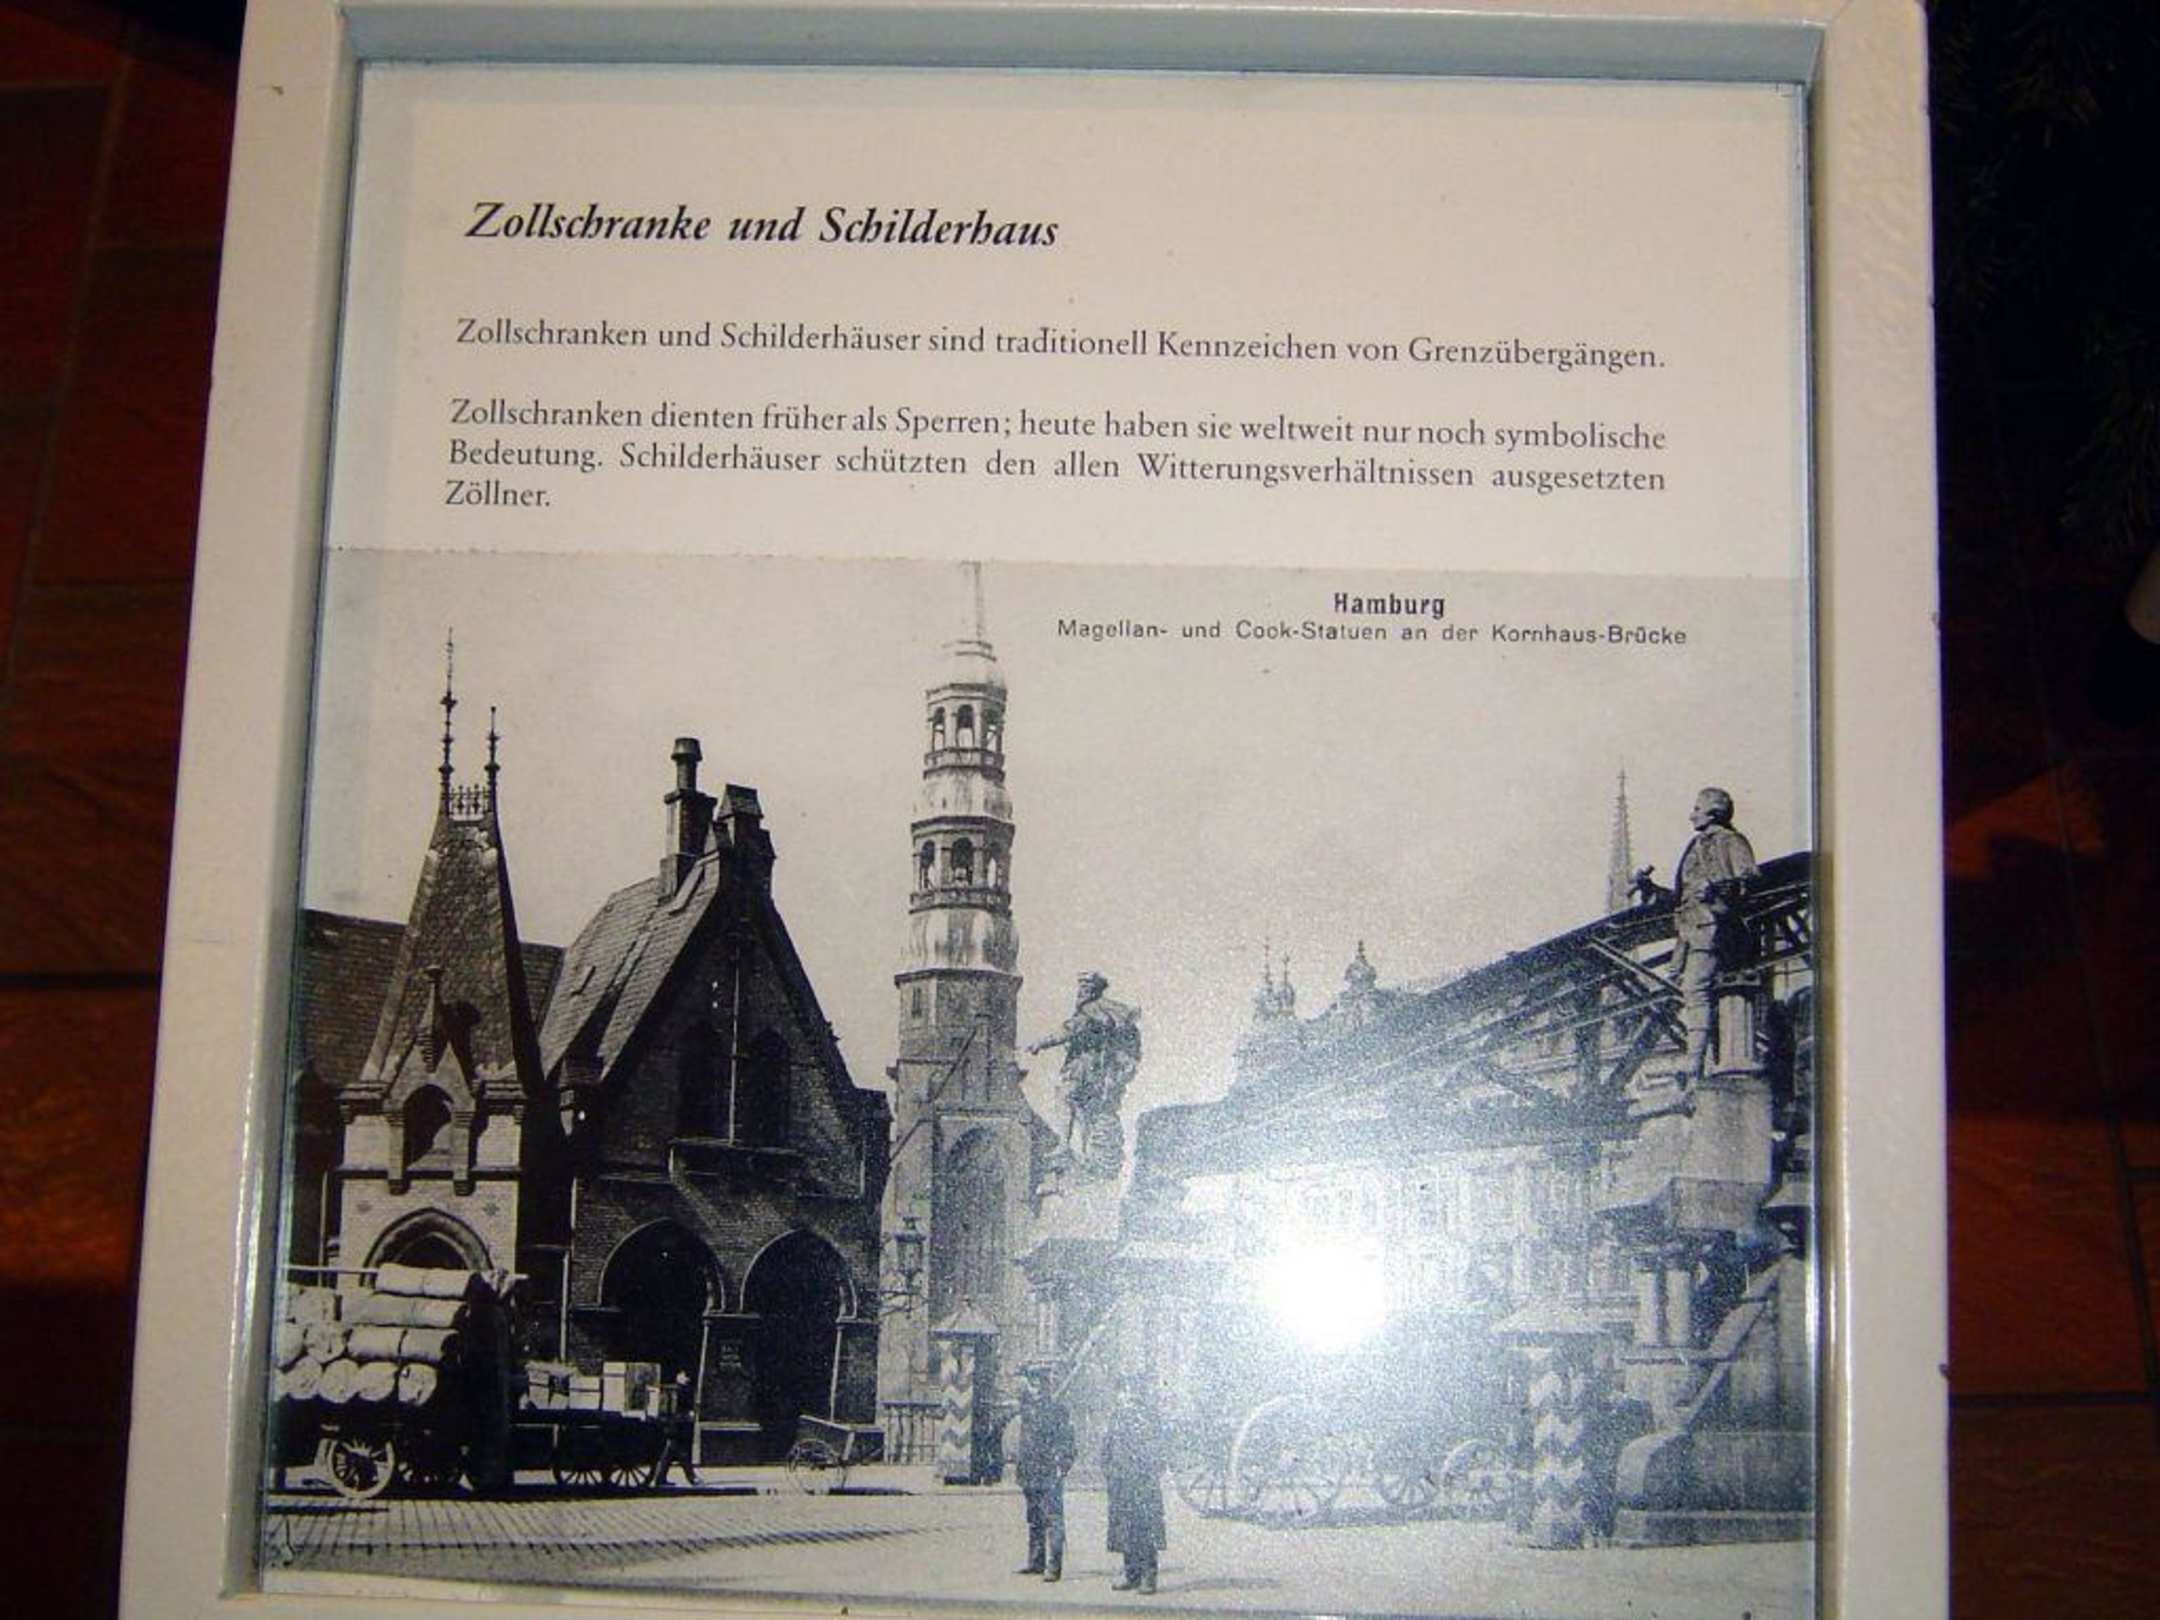 Zollschranke und Schilderhaus
Zollschranken und Schilderhäuser sind traditionell Kennzeichen von Grenzübergängen.
Zollschranken dienten früher als Sperren; heute haben sie weltweit nur noch symbolische
Bedeutung. Schilderhäuser schützten den allen Witterungsverhältnissen ausgesetzten
Zöllner.
Hamburg
Magellan- und Cook-Statuen an der Kornhaus-Brücke